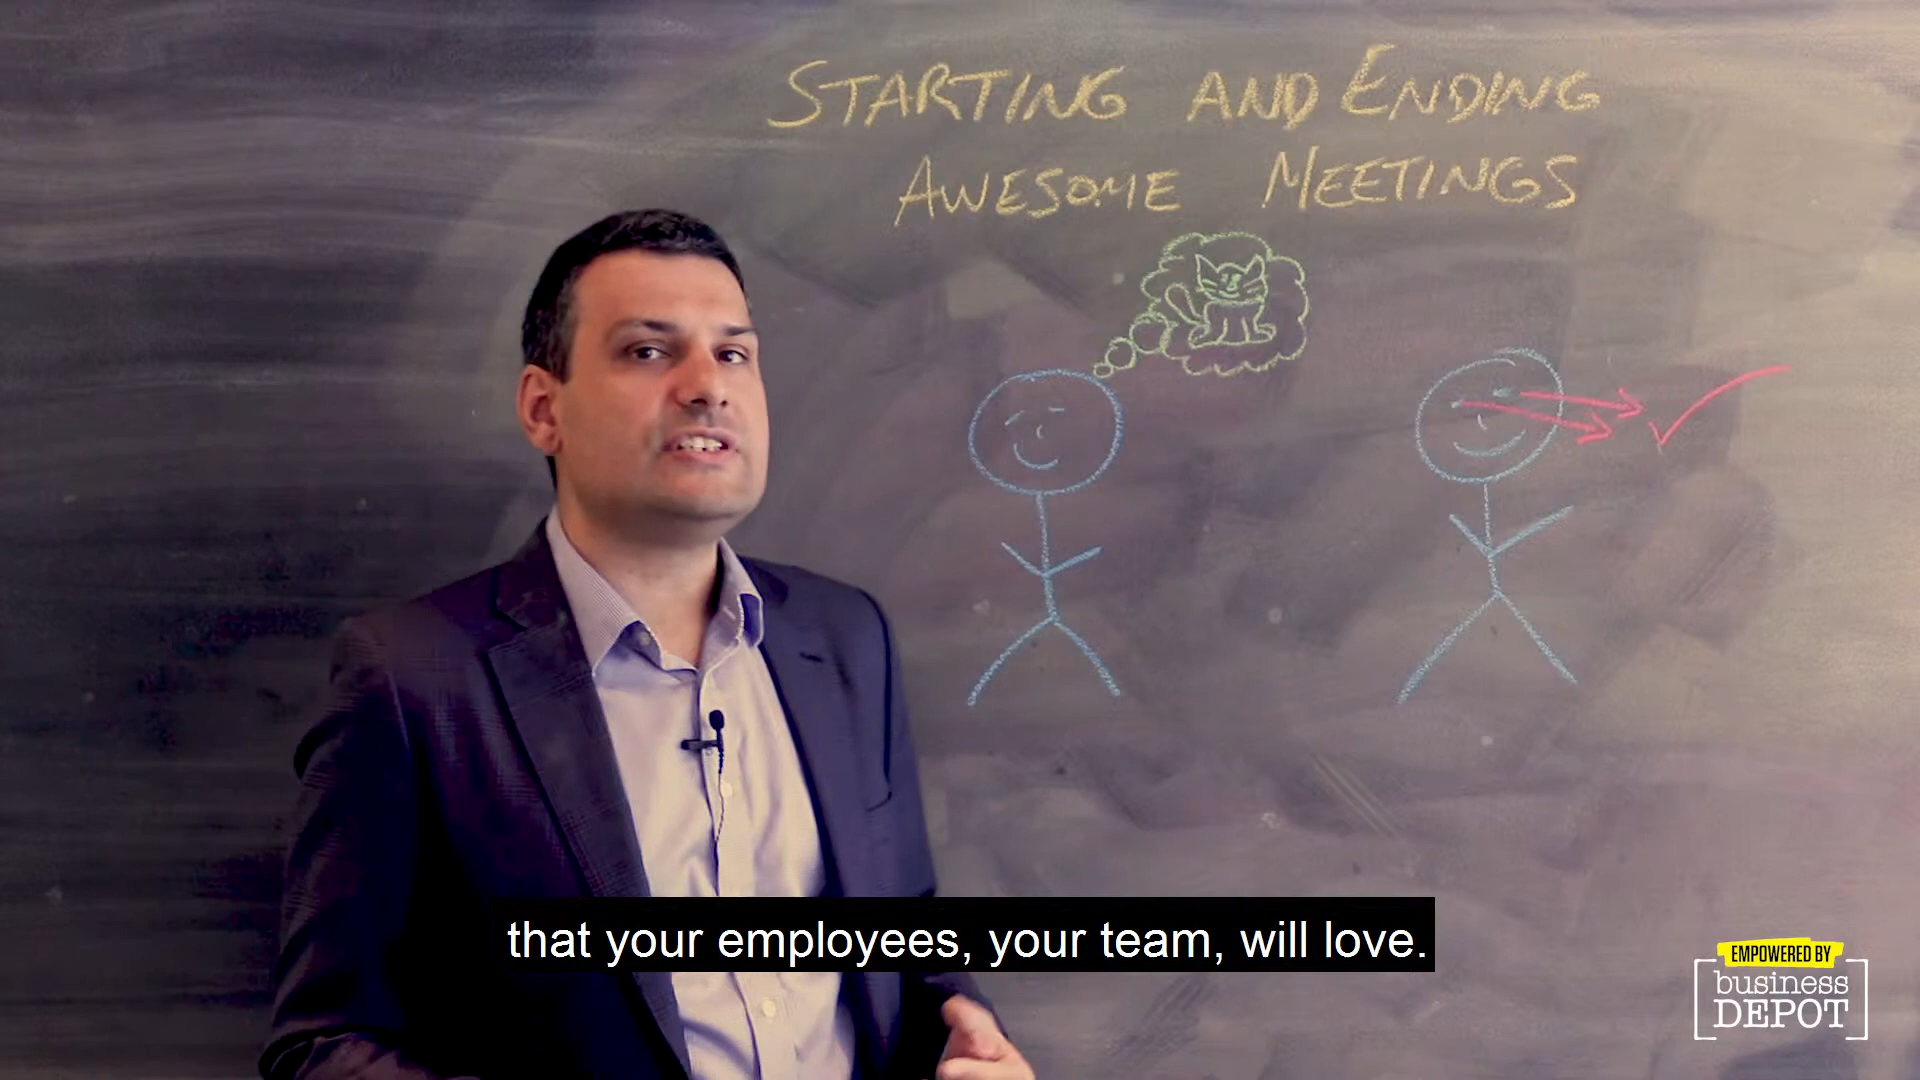 STARTING AND ENDING
AWESOME MEETINGS
that your employees, your team, will love.
EMPOWERED BY
business
DEPOT